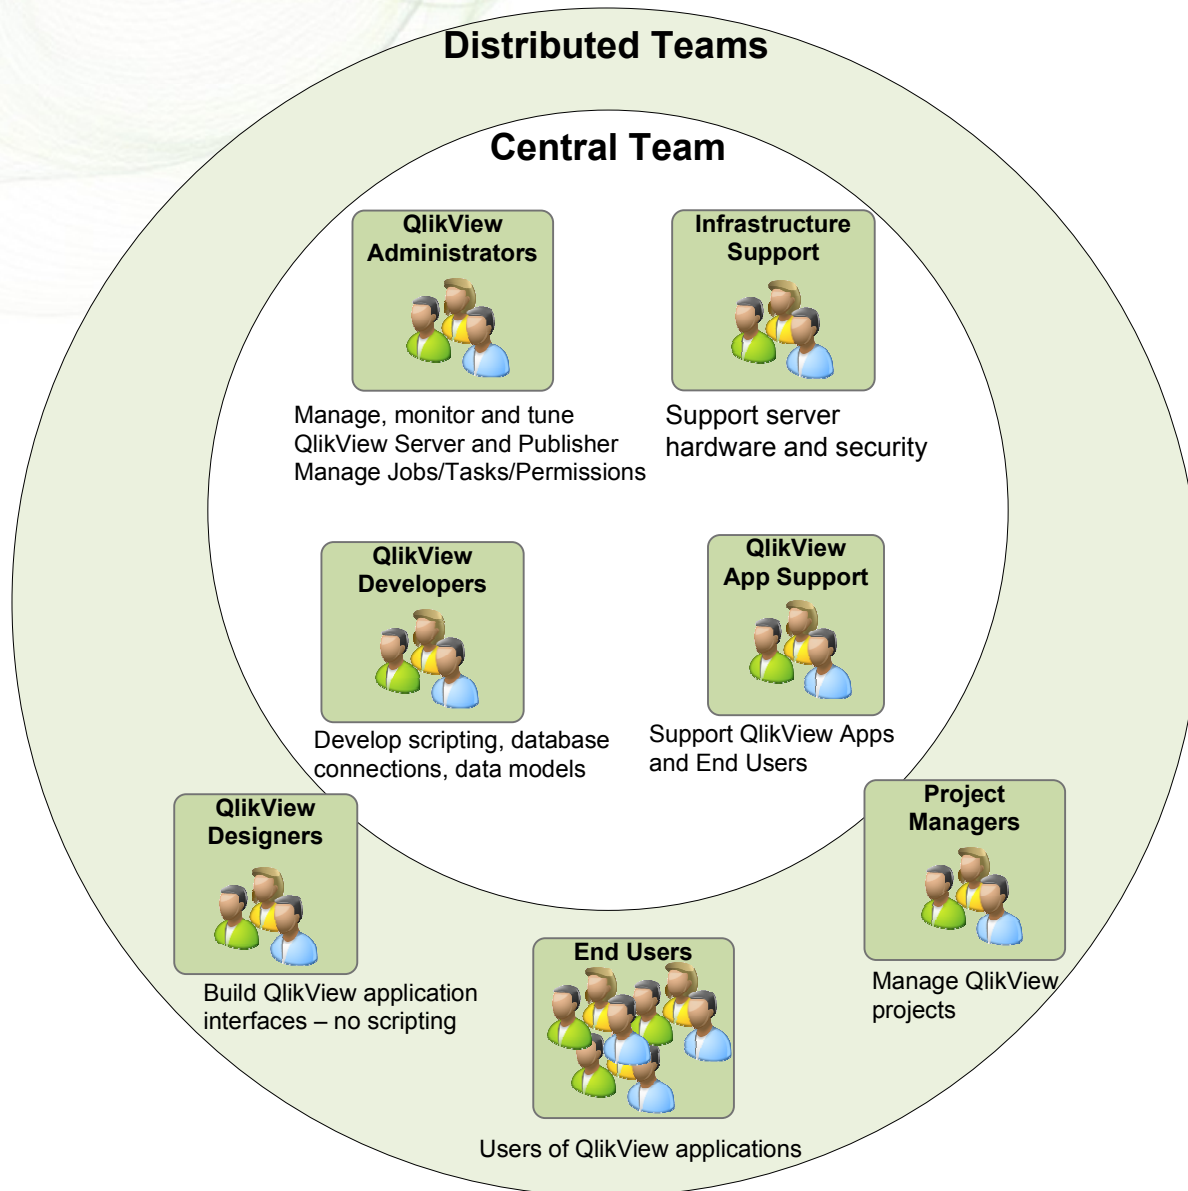 Distributed Teams
Central Team
QlikView
Administrators
Manage, monitor and tune
QlikView Server and Publisher
Manage Jobs/Tasks/Permissions
Infrastructure
Support
Support server
hardware and security
QlikView
Developers
Develop scripting, database
connections, data models
QlikView
App Support
Support QlikView Apps
and End Users
QlikView
Designers
Build QlikView application
interfaces – no scripting
End Users
Users of QlikView applications
Project
Managers
Manage QlikView
projects